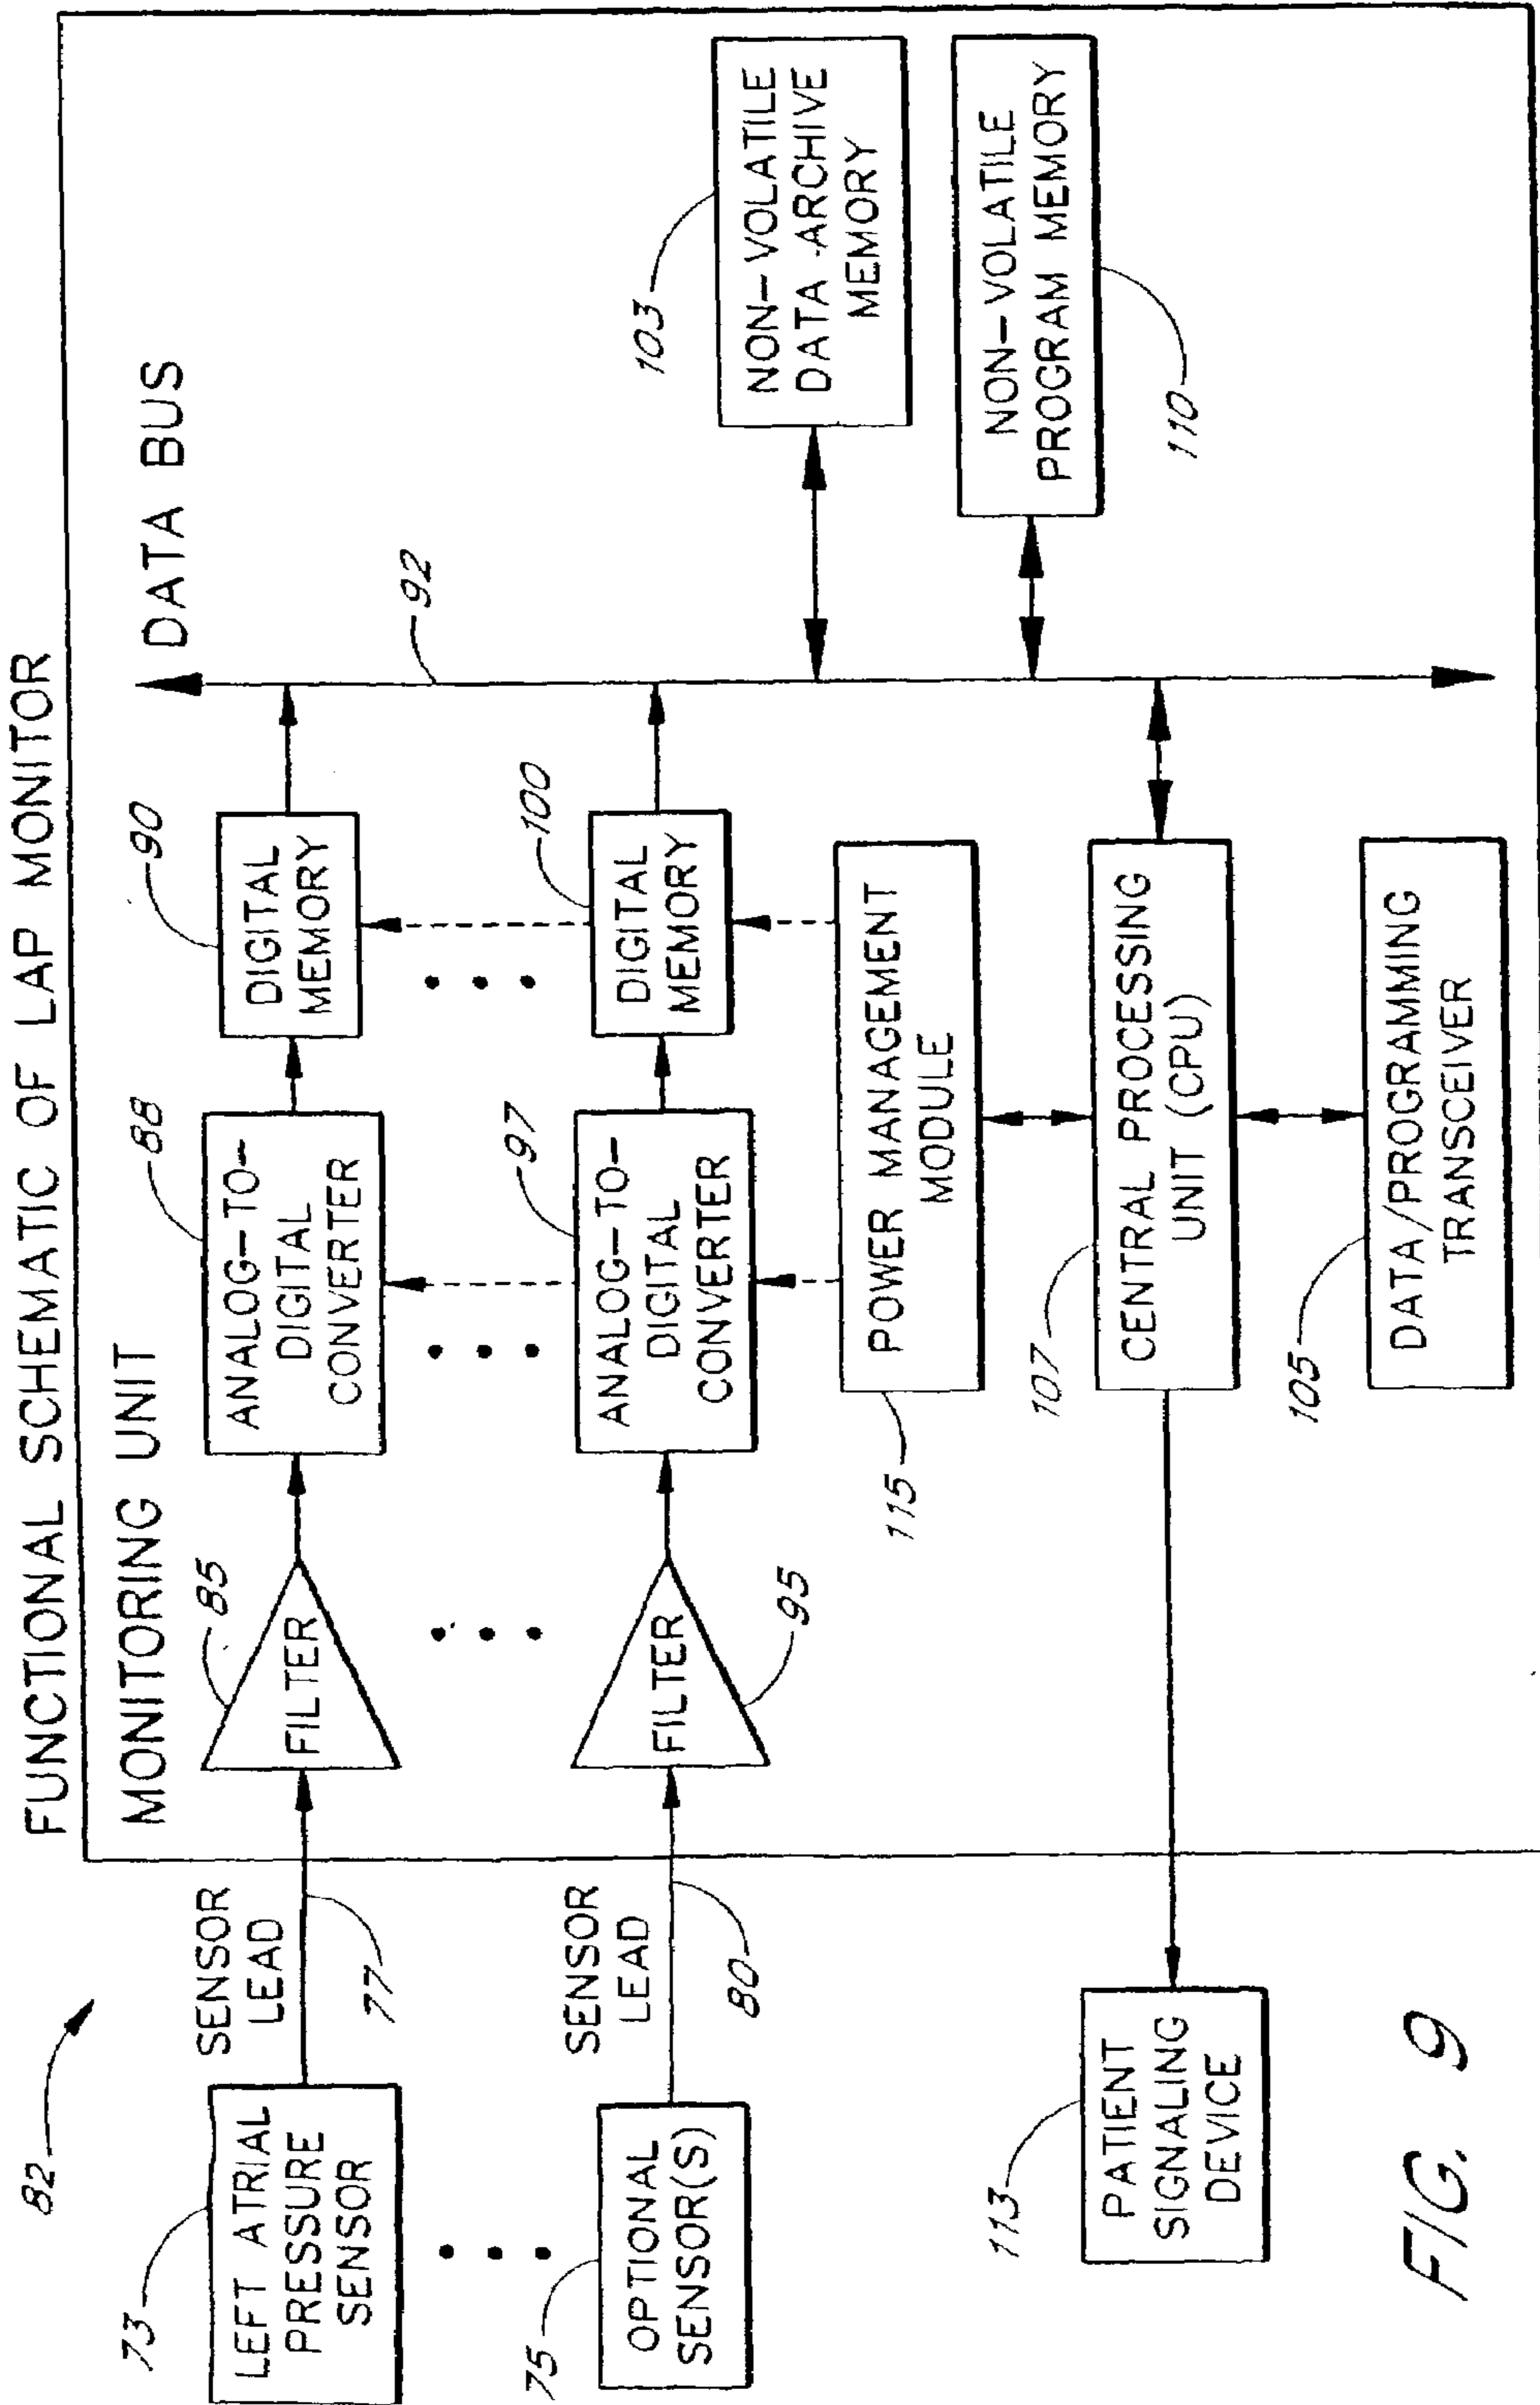 FUNCTIONAL SCHEMATIC OF LAP MONITOR
82
MONITORING UNIT
DATA BUS
73
LEFT ATRIAL
PRESSURE
SENSOR
SENSOR
LEAD
77
85
FILTER
88
ANALOG-TO-
DIGITAL
CONVERTER
90
DIGITAL
MEMORY
92
75
OPTIONAL
SENSOR(S)
SENSOR
LEAD
80
FILTER
95
97
ANALOG-TO-
DIGITAL
CONVERTER
100
DIGITAL
MEMORY
103
NON-VOLATILE
DATA-ARCHIVE
MEMORY
NON-VOLATILE
PROGRAM MEMORY
110
POWER MANAGEMENT
MODULE
115
107
CENTRAL PROCESSING
UNIT (CPU)
113
PATIENT
SIGNALING
DEVICE
105
DATA/PROGRAMMING
TRANSCEIVER
FIG. 9